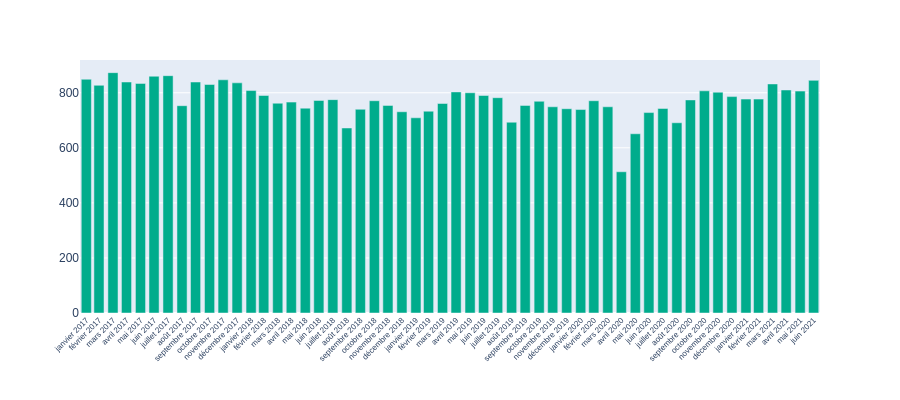 800
600
400
200
0
janvier 2017
février 2017
mars 2017
avril 2017
mai 2017
juin 2017
juillet 2017
août 2017
septembre 2017
octobre 2017
novembre 2017
décembre 2017
janvier 2018
février 2018
mars 2018
avril 2018
mai 2018
juin 2018
juillet 2018
août 2018
septembre 2018
octobre 2018
novembre 2018
décembre 2018
janvier 2019
février 2019
mars 2019
avril 2019
mai 2019
juin 2019
juillet 2019
août 2019
septembre 2019
octobre 2019
novembre 2019
décembre 2019
janvier 2020
février 2020
mars 2020
avril 2020
mai 2020
juin 2020
juillet 2020
août 2020
septembre 2020
octobre 2020
novembre 2020
décembre 2020
janvier 2021
février 2021
mars 2021
avril 2021
mai 2021
juin 2021